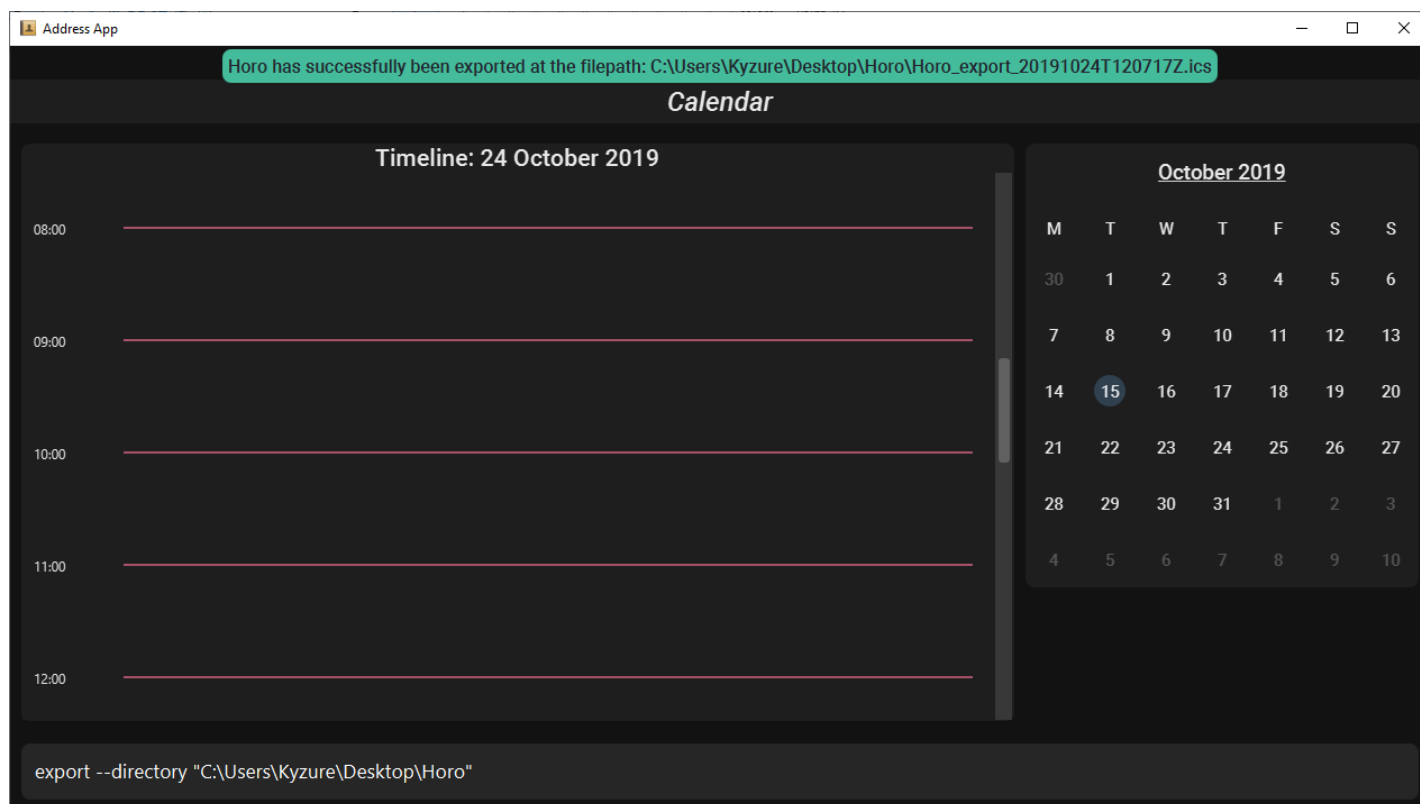 Address App
Horo has successfully been exported at the filepath: C:\Users\Kyzure\Desktop\Horo\Horo_export_20191024T120717Z.ics
Calendar
Timeline: 24 October 2019
08:00
09:00
10:00
11:00
12:00
October 2019
M T W T F S S
30 1 2 3 4 5 6
7 8 9 10 11 12 13
14 15 16 17 18 19 20
21 22 23 24 25 26 27
28 29 30 31 1 2 3
4 5 6 7 8 9 10
export --directory "C:\Users\Kyzure\Desktop\Horo"